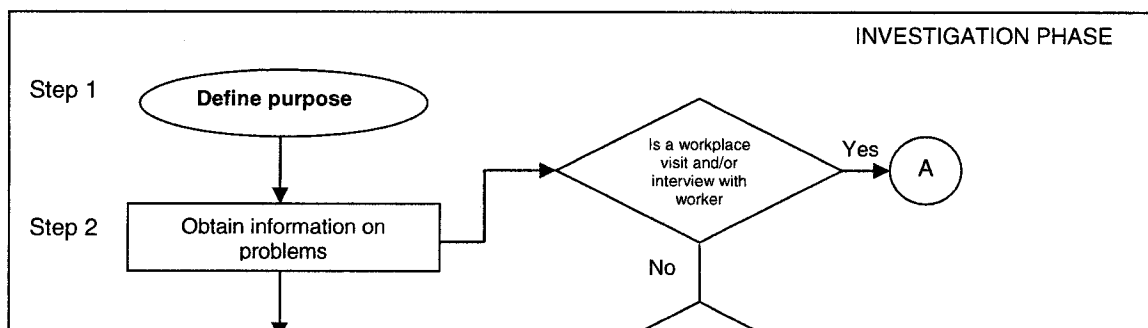 INVESTIGATION PHASE
Step 1
Define purpose
Is a workplace
visit and/or
interview with
worker
Yes
A
Step 2
Obtain information on
problems
No